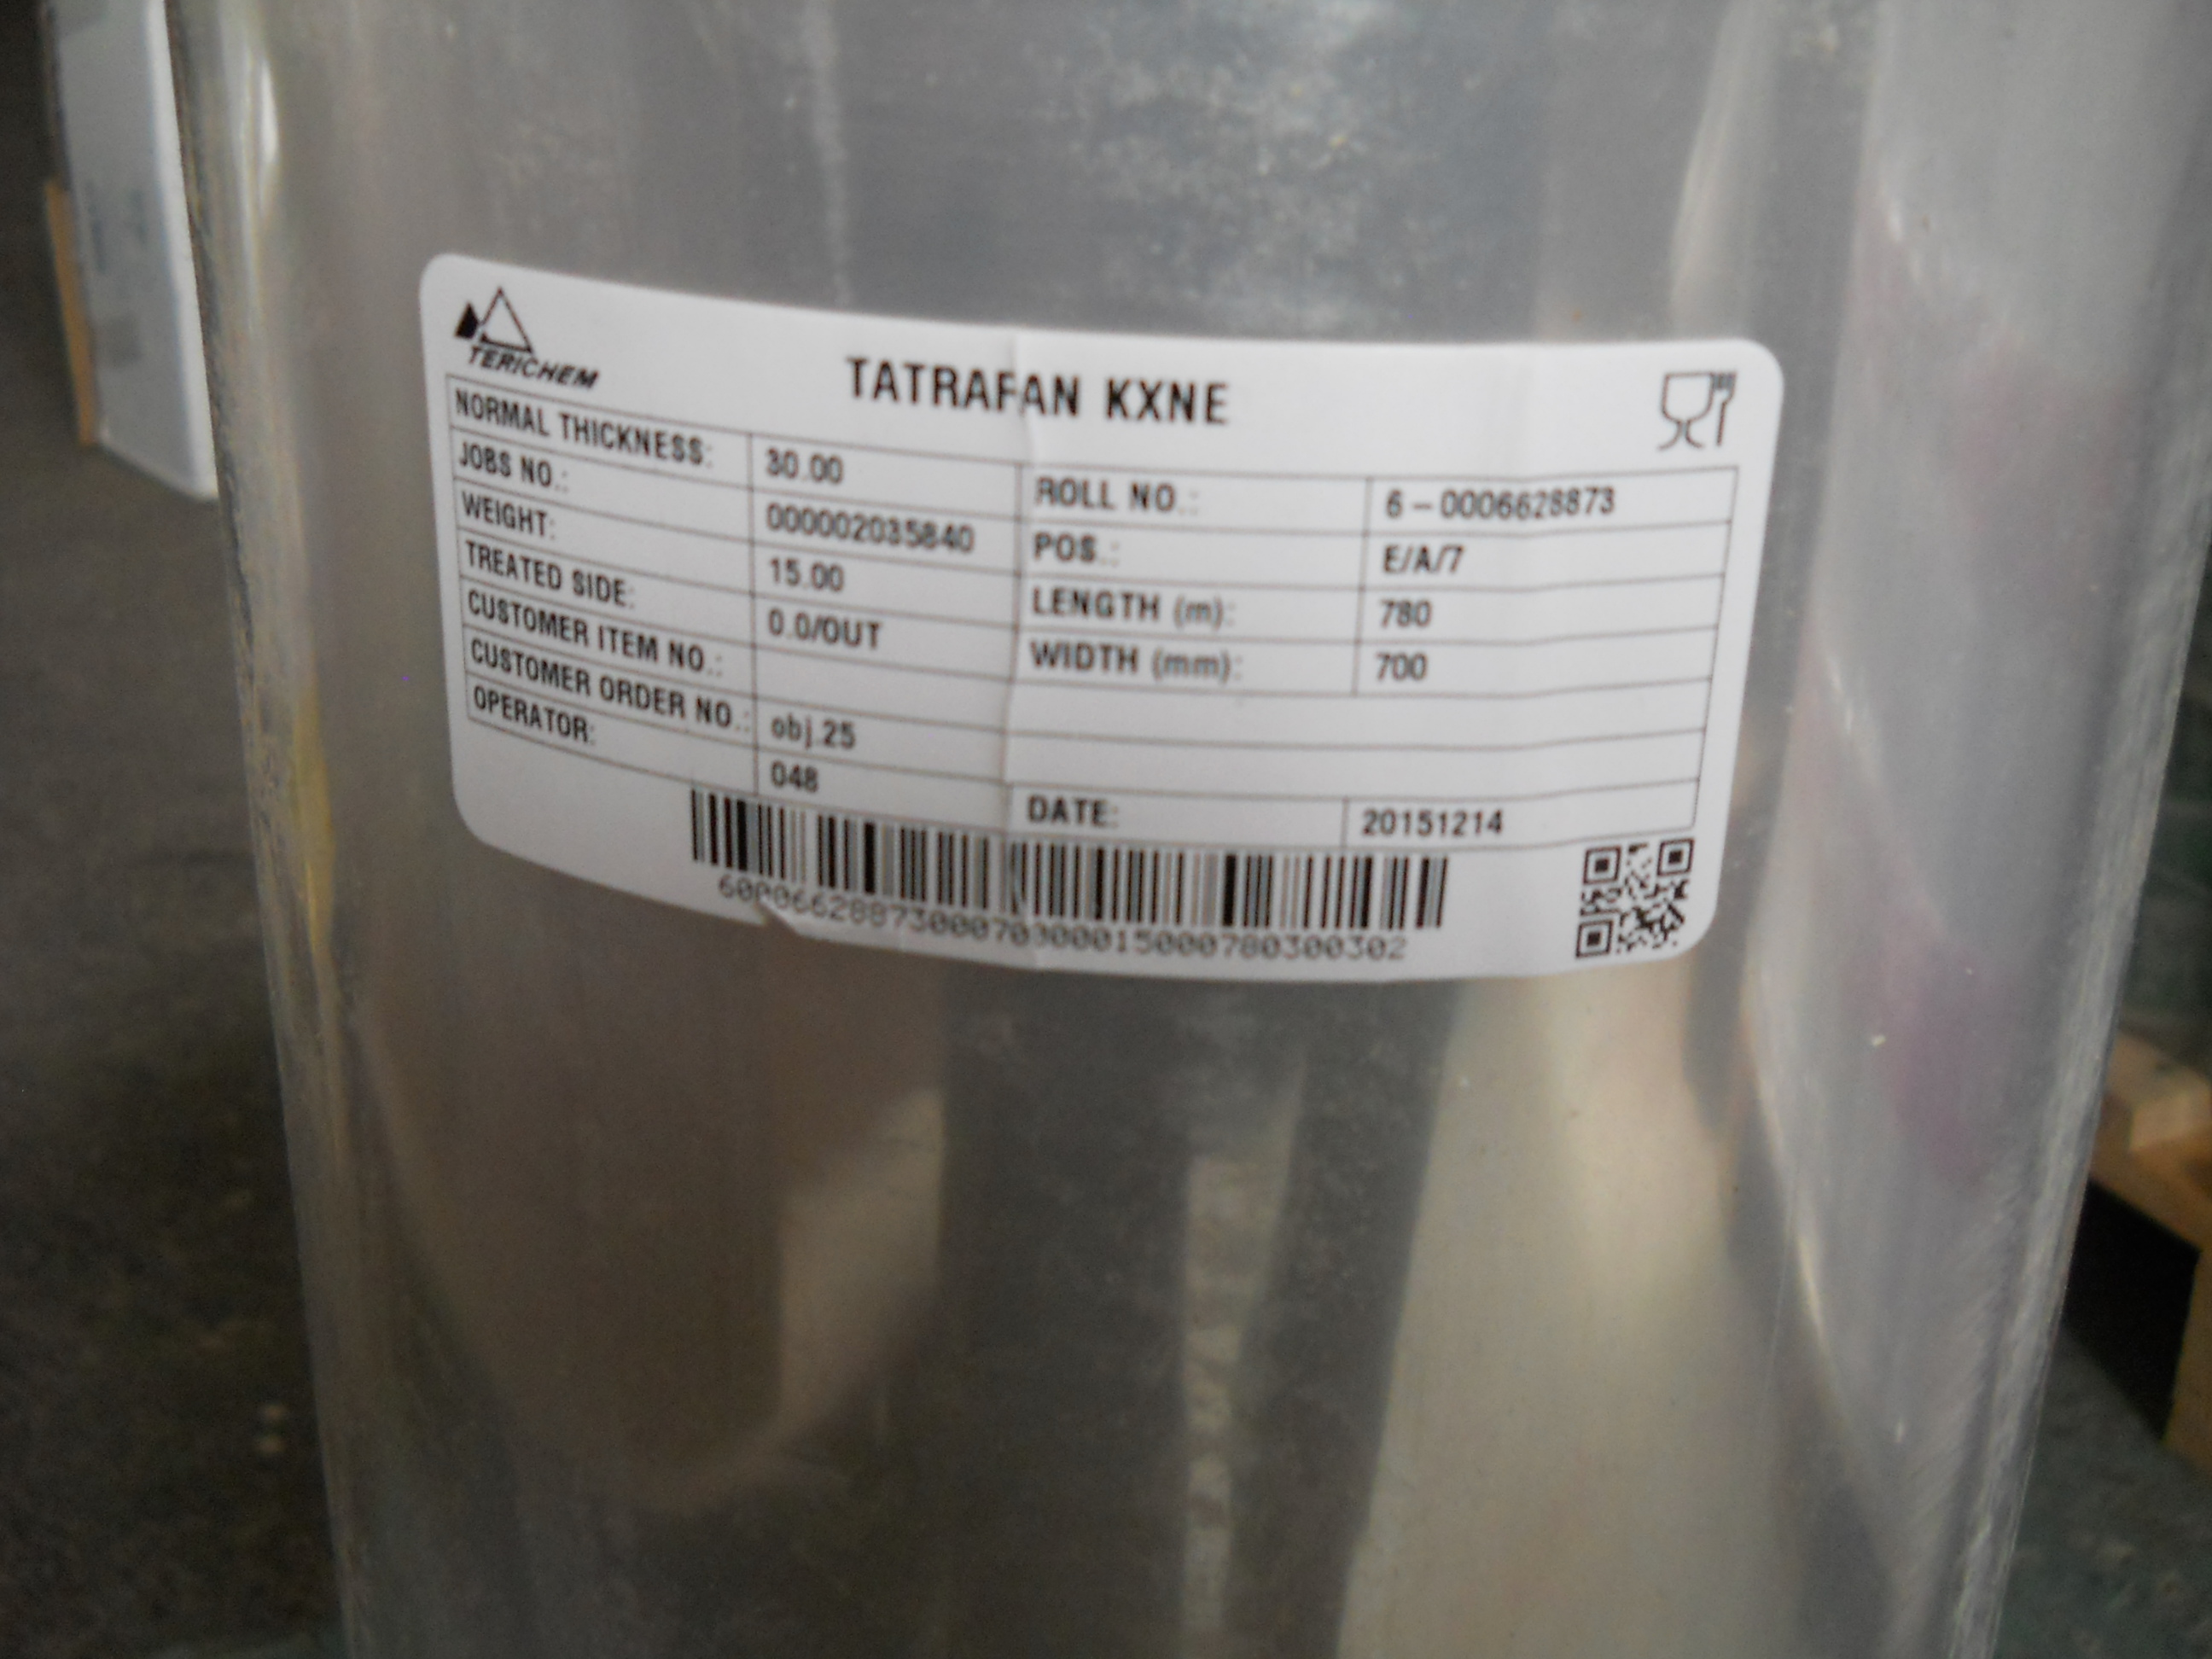 TERICHEM
TATRAFAN KXNE
NORMAL THICKNESS: 30.00 ROLL NO.: 6-0006628873
JOBS NO.: 000002035840 POS.: E/A/7
WEIGHT: 15.00 LENGTH (m): 780
TREATED SIDE: 0.0/OUT WIDTH (mm): 700
CUSTOMER ITEM NO.:
CUSTOMER ORDER NO.: obj.25
OPERATOR: 048 DATE: 20151214
6000662887300070000015000780300302